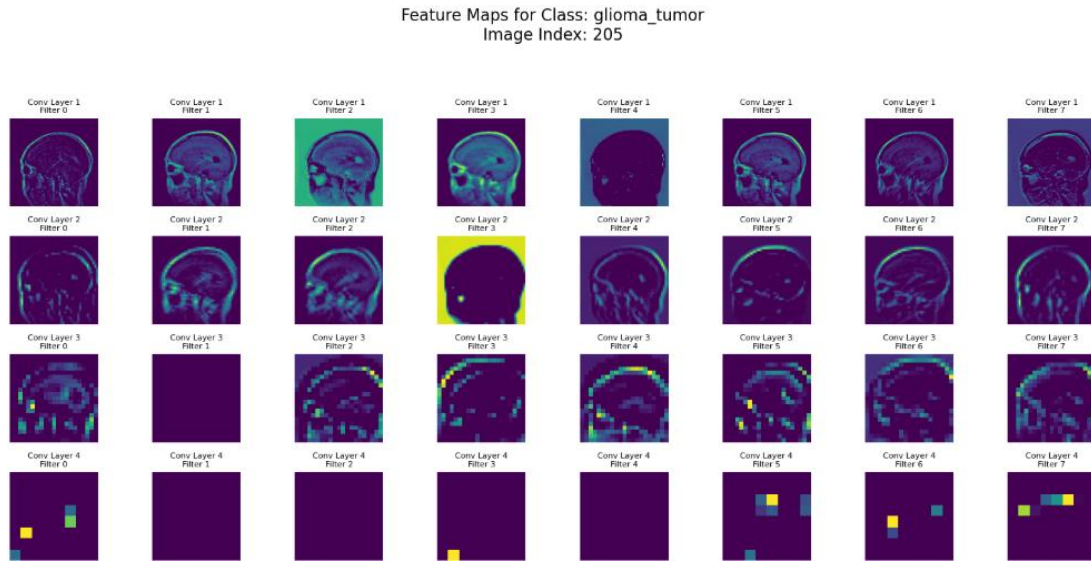 Feature Maps for Class: glioma_tumor
Image Index: 205
Conv Layer 1 Conv Layer 1 Conv Layer 1 Conv Layer 1 Conv Layer 1 Conv Layer 1 Conv Layer 1 Conv Layer 1
Filter 0 Filter 1 Filter 2 Filter 3 Filter 4 Filter 5 Filter 6 Filter 7
Conv Layer 2 Conv Layer 2 Conv Layer 2 Conv Layer 2 Conv Layer 2 Conv Layer 2 Conv Layer 2 Conv Layer 2
Filter 0 Filter 1 Filter 2 Filter 3 Filter 4 Filter 5 Filter 6 Filter 7
Conv Layer 3 Conv Layer 3 Conv Layer 3 Conv Layer 3 Conv Layer 3 Conv Layer 3 Conv Layer 3 Conv Layer 3
Filter 0 Filter 1 Filter 2 Filter 3 Filter 4 Filter 5 Filter 6 Filter 7
Conv Layer 4 Conv Layer 4 Conv Layer 4 Conv Layer 4 Conv Layer 4 Conv Layer 4 Conv Layer 4 Conv Layer 4
Filter 0 Filter 1 Filter 2 Filter 3 Filter 4 Filter 5 Filter 6 Filter 7